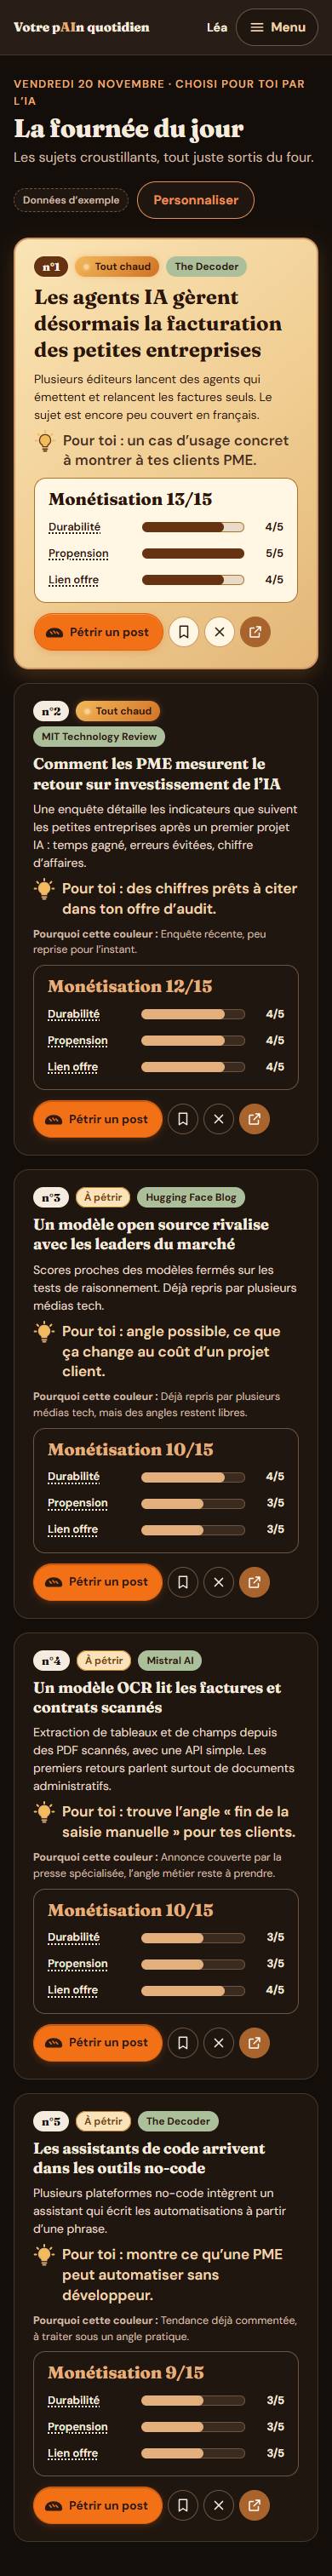 Votre pAIn quotidien
Léa
Menu
VENDREDI 20 NOVEMBRE · CHOISI POUR TOI PAR
L’IA
La fournée du jour
Les sujets croustillants, tout juste sortis du four.
Données d’exemple
Personnaliser
n°1
Tout chaud
The Decoder
Les agents IA gèrent
désormais la facturation
des petites entreprises
Plusieurs éditeurs lancent des agents qui
émettent et relancent les factures seuls. Le
sujet est encore peu couvert en français.
Pour toi : un cas d’usage concret
à montrer à tes clients PME.
Monétisation 13/15
Durabilité 4/5
Propension 5/5
Lien offre 4/5
Pétrir un post
n°2
Tout chaud
MIT Technology Review
Comment les PME mesurent le
retour sur investissement de l’IA
Une enquête détaille les indicateurs que suivent
les petites entreprises après un premier projet
IA : temps gagné, erreurs évitées, chiffre
d’affaires.
Pour toi : des chiffres prêts à citer
dans ton offre d’audit.
Pourquoi cette couleur : Enquête récente, peu
reprise pour l’instant.
Monétisation 12/15
Durabilité 4/5
Propension 4/5
Lien offre 4/5
Pétrir un post
n°3
À pétrir
Hugging Face Blog
Un modèle open source rivalise
avec les leaders du marché
Scores proches des modèles fermés sur les
tests de raisonnement. Déjà repris par plusieurs
médias tech.
Pour toi : angle possible, ce que
ça change au coût d’un projet
client.
Pourquoi cette couleur : Déjà repris par plusieurs
médias tech, mais des angles restent libres.
Monétisation 10/15
Durabilité 4/5
Propension 3/5
Lien offre 3/5
Pétrir un post
n°4
À pétrir
Mistral AI
Un modèle OCR lit les factures et
contrats scannés
Extraction de tableaux et de champs depuis
des PDF scannés, avec une API simple. Les
premiers retours parlent surtout de documents
administratifs.
Pour toi : trouve l’angle « fin de la
saisie manuelle » pour tes clients.
Pourquoi cette couleur : Annonce couverte par la
presse spécialisée, l’angle métier reste à prendre.
Monétisation 10/15
Durabilité 3/5
Propension 3/5
Lien offre 4/5
Pétrir un post
n°5
À pétrir
The Decoder
Les assistants de code arrivent
dans les outils no-code
Plusieurs plateformes no-code intègrent un
assistant qui écrit les automatisations à partir
d’une phrase.
Pour toi : montre ce qu’une PME
peut automatiser sans
développeur.
Pourquoi cette couleur : Tendance déjà commentée,
à traiter sous un angle pratique.
Monétisation 9/15
Durabilité 3/5
Propension 3/5
Lien offre 3/5
Pétrir un post